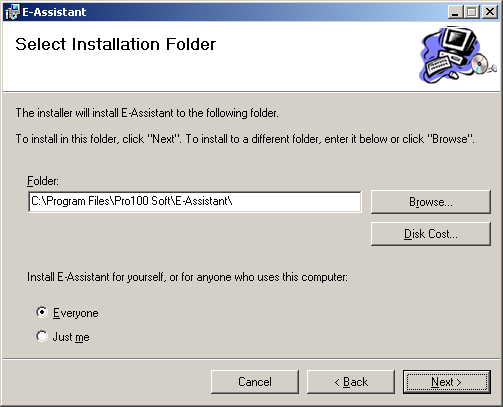 E-Assistant
Select Installation Folder
The installer will install E-Assistant to the following folder.
To install in this folder, click "Next". To install to a different folder, enter it below or click "Browse".
Folder:
C:\Program Files\Pro100 Soft\E-Assistant\
Browse...
Disk Cost...
Install E-Assistant for yourself, or for anyone who uses this computer:
Everyone
Just me
Cancel
< Back
Next >